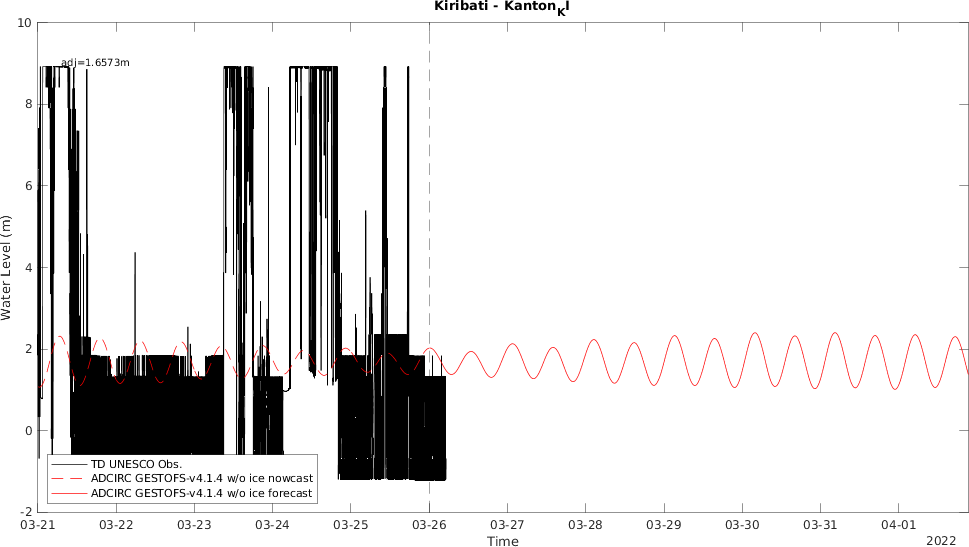 Kiribati - Kanton_KI
10
8
6
4
2
0
-2
Water Level (m)
adj=1.6573m
TD UNESCO Obs.
ADCIRC GESTOFS-v4.1.4 w/o ice nowcast
ADCIRC GESTOFS-v4.1.4 w/o ice forecast
03-21 03-22 03-23 03-24 03-25 03-26 03-27 03-28 03-29 03-30 03-31 04-01
Time
2022